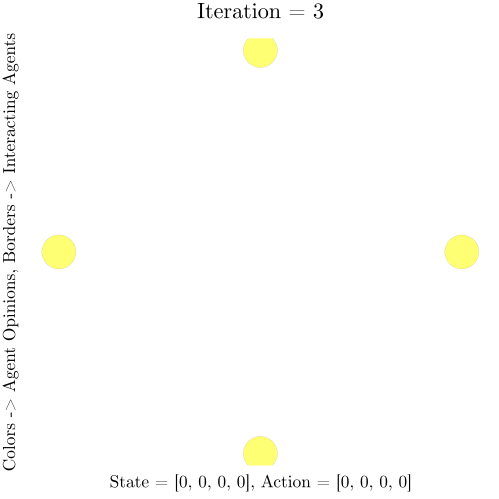 Iteration = 3
Colors -> Agent Opinions, Borders -> Interacting Agents
State = [0, 0, 0, 0], Action = [0, 0, 0, 0]